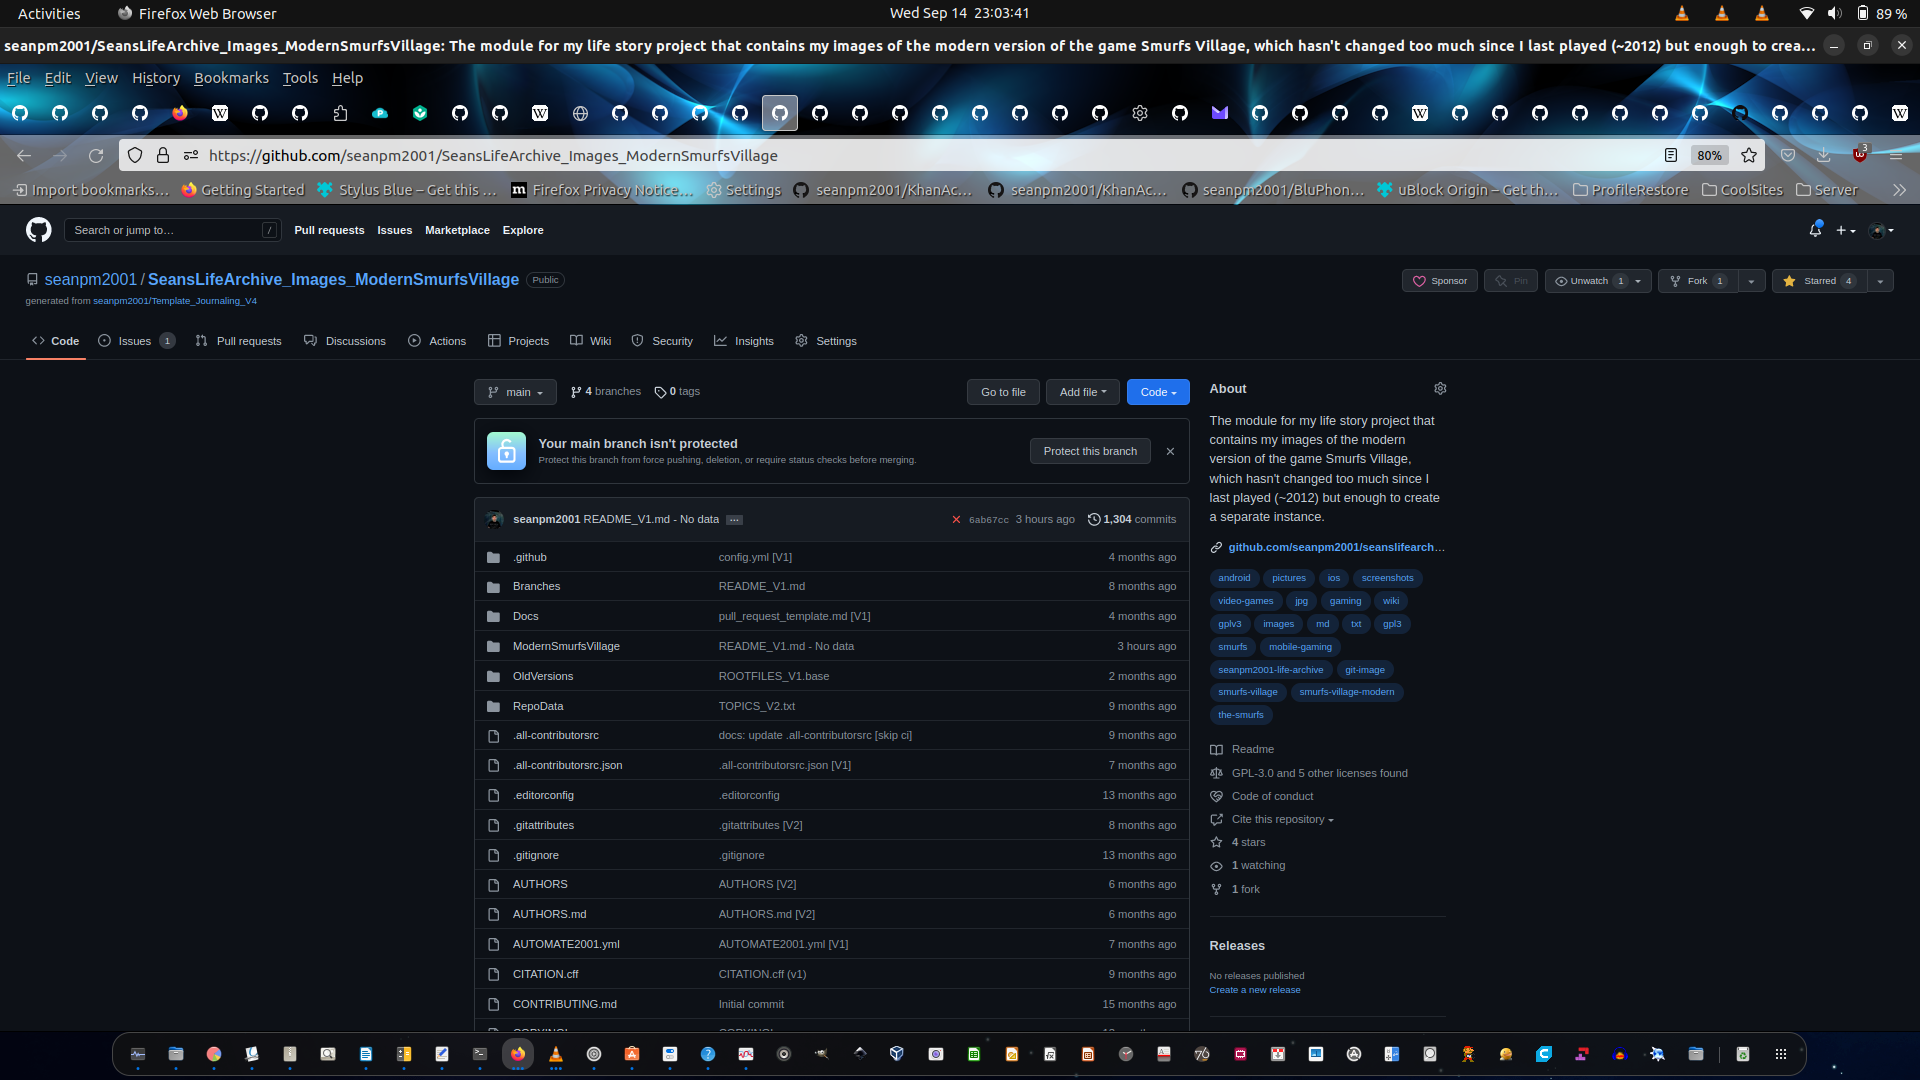 Activities
Firefox Web Browser
Wed Sep 14 23:03:41
89 %
seanpm2001/SeansLifeArchive_Images_ModernSmurfsVillage: The module for my life story project that contains my images of the modern version of the game Smurfs Village, which hasn't changed too much since I last played (~2012) but enough to crea…
File Edit View History Bookmarks Tools Help
https://github.com/seanpm2001/SeansLifeArchive_Images_ModernSmurfsVillage
80%
3
Import bookmarks…
Getting Started
Stylus Blue – Get this …
Firefox Privacy Notice…
Settings
seanpm2001/KhanAc…
seanpm2001/KhanAc…
seanpm2001/BluPhon…
uBlock Origin – Get th…
ProfileRestore
CoolSites
Server
Search or jump to…
/
Pull requests
Issues
Marketplace
Explore
seanpm2001 / SeansLifeArchive_Images_ModernSmurfsVillage
Public
Sponsor
Pin
Unwatch 1
Fork 1
Starred 4
generated from seanpm2001/Template_Journaling_V4
Code
Issues 1
Pull requests
Discussions
Actions
Projects
Wiki
Security
Insights
Settings
main
4 branches
0 tags
Go to file
Add file
Code
Your main branch isn't protected
Protect this branch from force pushing, deletion, or require status checks before merging.
Protect this branch
seanpm2001 README_V1.md - No data
6ab67cc 3 hours ago
1,304 commits
.github config.yml [V1] 4 months ago
Branches README_V1.md 8 months ago
Docs pull_request_template.md [V1] 4 months ago
ModernSmurfsVillage README_V1.md - No data 3 hours ago
OldVersions ROOTFILES_V1.base 2 months ago
RepoData TOPICS_V2.txt 9 months ago
.all-contributorsrc docs: update .all-contributorsrc [skip ci] 9 months ago
.all-contributorsrc.json .all-contributorsrc.json [V1] 7 months ago
.editorconfig .editorconfig 13 months ago
.gitattributes .gitattributes [V2] 8 months ago
.gitignore .gitignore 13 months ago
AUTHORS AUTHORS [V2] 6 months ago
AUTHORS.md AUTHORS.md [V2] 6 months ago
AUTOMATE2001.yml AUTOMATE2001.yml [V1] 7 months ago
CITATION.cff CITATION.cff (v1) 9 months ago
CONTRIBUTING.md Initial commit 15 months ago
About
The module for my life story project that
contains my images of the modern
version of the game Smurfs Village,
which hasn't changed too much since I
last played (~2012) but enough to create
a separate instance.
github.com/seanpm2001/seanslifearch…
android pictures ios screenshots
video-games jpg gaming wiki
gplv3 images md txt gpl3
smurfs mobile-gaming
seanpm2001-life-archive git-image
smurfs-village smurfs-village-modern
the-smurfs
Readme
GPL-3.0 and 5 other licenses found
Code of conduct
Cite this repository
4 stars
1 watching
1 fork
Releases
No releases published
Create a new release